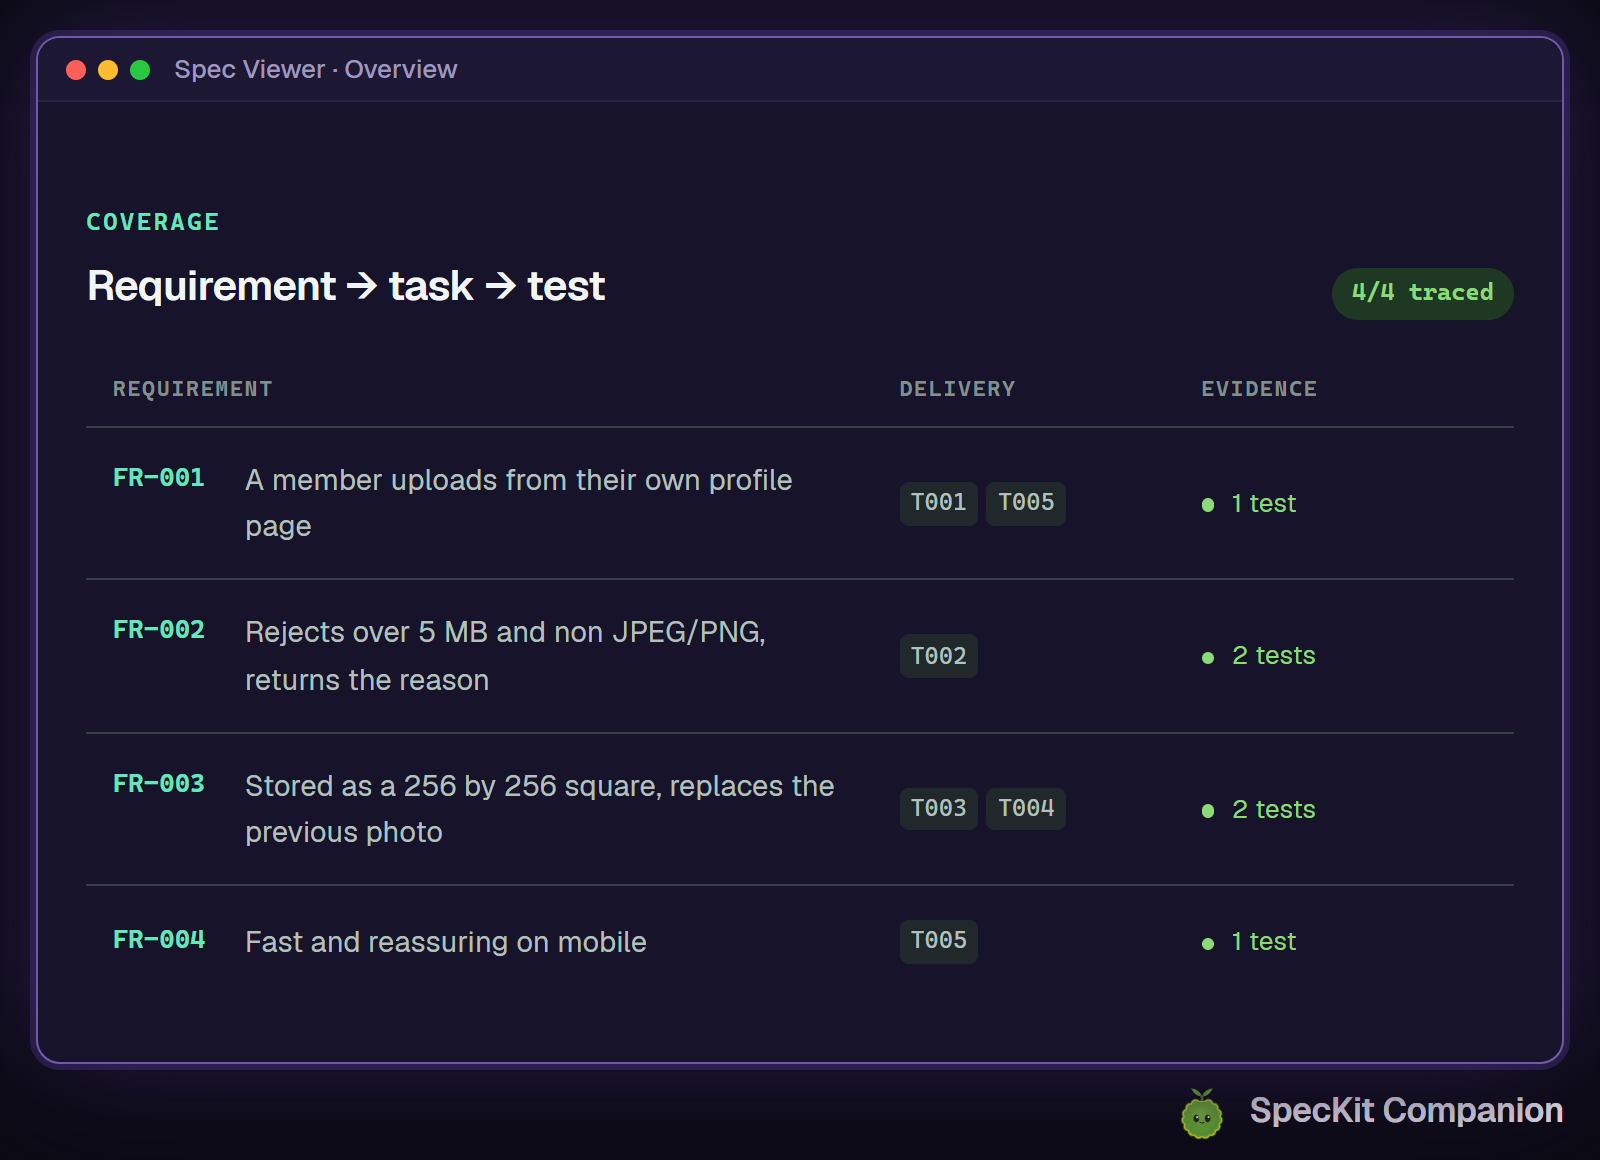 Spec Viewer · Overview
COVERAGE
Requirement → task → test
4/4 traced
REQUIREMENT DELIVERY EVIDENCE
FR-001 A member uploads from their own profile
page
T001 T005 1 test
FR-002 Rejects over 5 MB and non JPEG/PNG,
returns the reason
T002 2 tests
FR-003 Stored as a 256 by 256 square, replaces the
previous photo
T003 T004 2 tests
FR-004 Fast and reassuring on mobile T005 1 test
SpecKit Companion